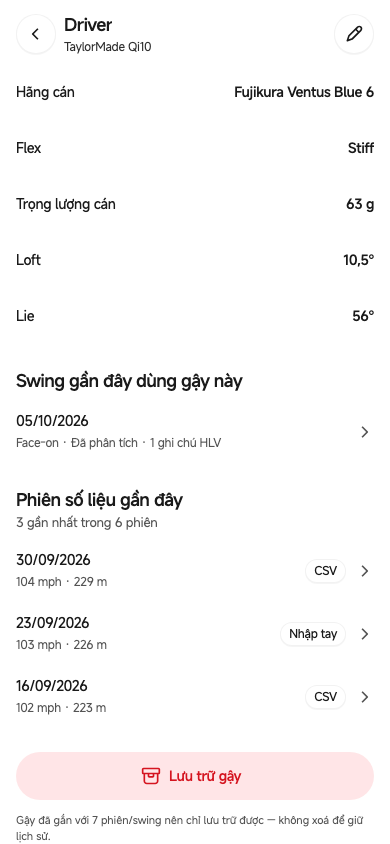 Driver
TaylorMade Qi10
Hãng cán Fujikura Ventus Blue 6
Flex Stiff
Trọng lượng cán 63 g
Loft 10,5°
Lie 56°
Swing gần đây dùng gậy này
05/10/2026
Face-on · Đã phân tích · 1 ghi chú HLV
Phiên số liệu gần đây
3 gần nhất trong 6 phiên
30/09/2026 CSV
104 mph · 229 m
23/09/2026 Nhập tay
103 mph · 226 m
16/09/2026 CSV
102 mph · 223 m
Lưu trữ gậy
Gậy đã gắn với 7 phiên/swing nên chỉ lưu trữ được — không xoá để giữ
lịch sử.